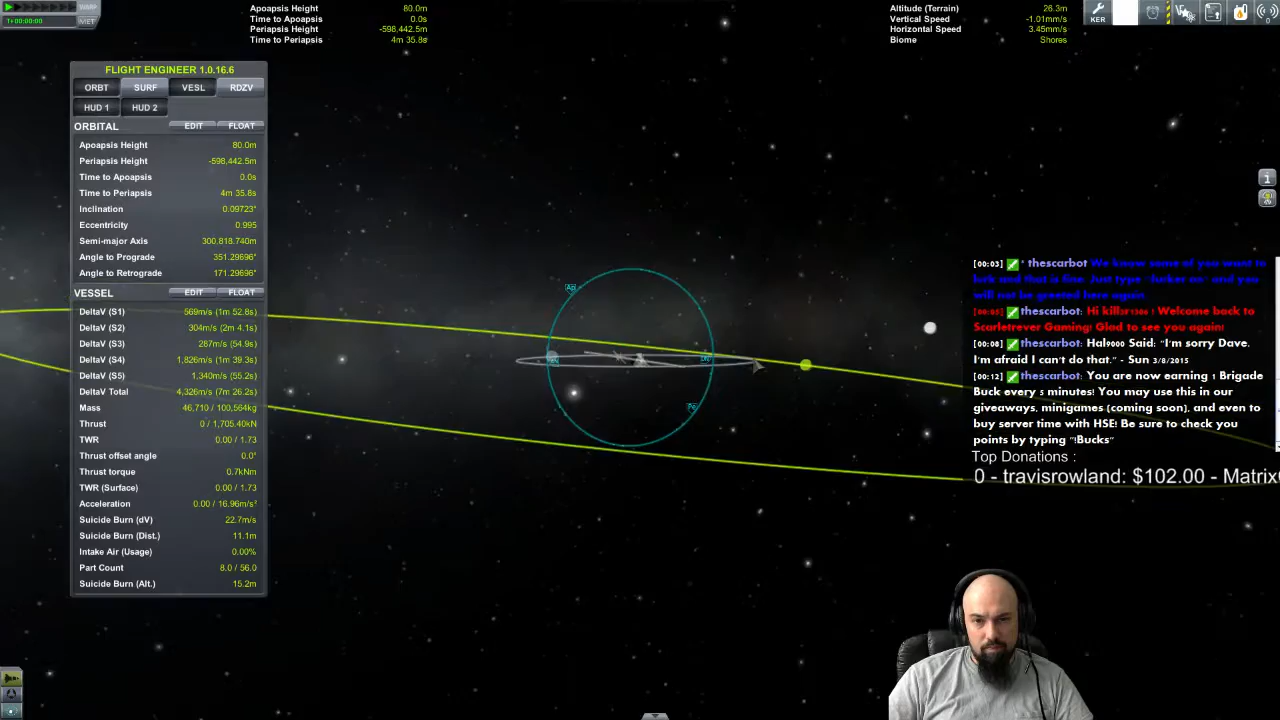 T+00:00:00
MET
Apoapsis Height 80.0m
Time to Apoapsis 0.0s
Periapsis Height -598,442.5m
Time to Periapsis 4m 35.8s
Altitude (Terrain) 26.3m
Vertical Speed -1.01m/s
Horizontal Speed 3.45m/s
Biome Shores
KER
FLIGHT ENGINEER 1.0.16.6
ORBT SURF VESL RDZV
HUD 1 HUD 2
ORBITAL EDIT FLOAT
Apoapsis Height 80.0m
Periapsis Height -598,442.5m
Time to Apoapsis 0.0s
Time to Periapsis 4m 35.8s
Inclination 0.09723°
Eccentricity 0.995
Semi-major Axis 300,818.740m
Angle to Prograde 351.29696°
Angle to Retrograde 171.29696°
VESSEL EDIT FLOAT
DeltaV (S1) 569m/s (1m 52.8s)
DeltaV (S2) 304m/s (2m 4.1s)
DeltaV (S3) 287m/s (54.9s)
DeltaV (S4) 1,826m/s (1m 39.3s)
DeltaV (S5) 1,340m/s (55.2s)
DeltaV Total 4,326m/s (7m 26.2s)
Mass 46,710 / 100,564kg
Thrust 0 / 1,705.40kN
TWR 0.00 / 1.73
Thrust offset angle 0.0°
Thrust torque 0.7kNm
TWR (Surface) 0.00 / 1.73
Acceleration 0.00 / 16.96m/s²
Suicide Burn (dV) 22.7m/s
Suicide Burn (Dist.) 11.1m
Intake Air (Usage) 0.00%
Part Count 8.0 / 56.0
Suicide Burn (Alt.) 15.2m
Ap
Pe
[00:03] * thescarbot We know some of you want to
lurk and that is fine. Just type
you will not be greeted here again.
[00:05] thescarbot: Hi Welcome back to
Scarletrever Gaming! Glad to see you again!
[00:08] thescarbot: Hal9000 Said: "I'm sorry Dave.
I'm afraid I can't do that." - Sun 3/8/2015
[00:12] thescarbot: You are now earning 1 Brigade
Buck every 5 minutes! You may use this in our
giveaways, minigames (coming soon), and even to
buy server time with HSE! Be sure to check you
points by typing "!Bucks"
Top Donations :
0 - travisrowland: $102.00 - Matrix